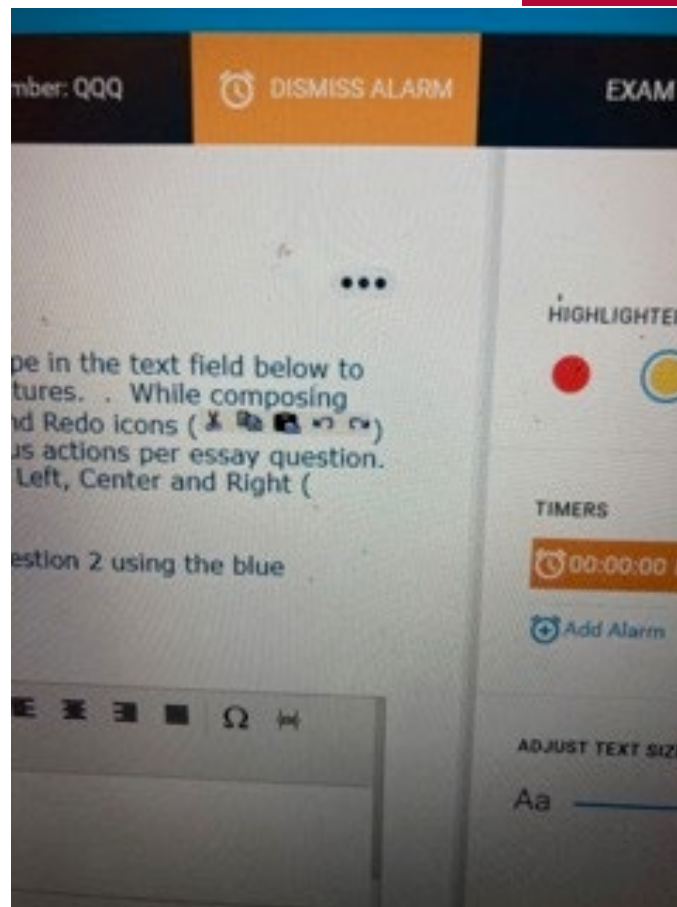 mber: QQQ
DISMISS ALARM
EXAM
HIGHLIGHTE
pe in the text field below to
tures. . While composing
nd Redo icons (
)
us actions per essay question.
Left, Center and Right (
TIMERS
estion 2 using the blue
00:00:00
Add Alarm
Ω
ADJUST TEXT SIZ
Aa